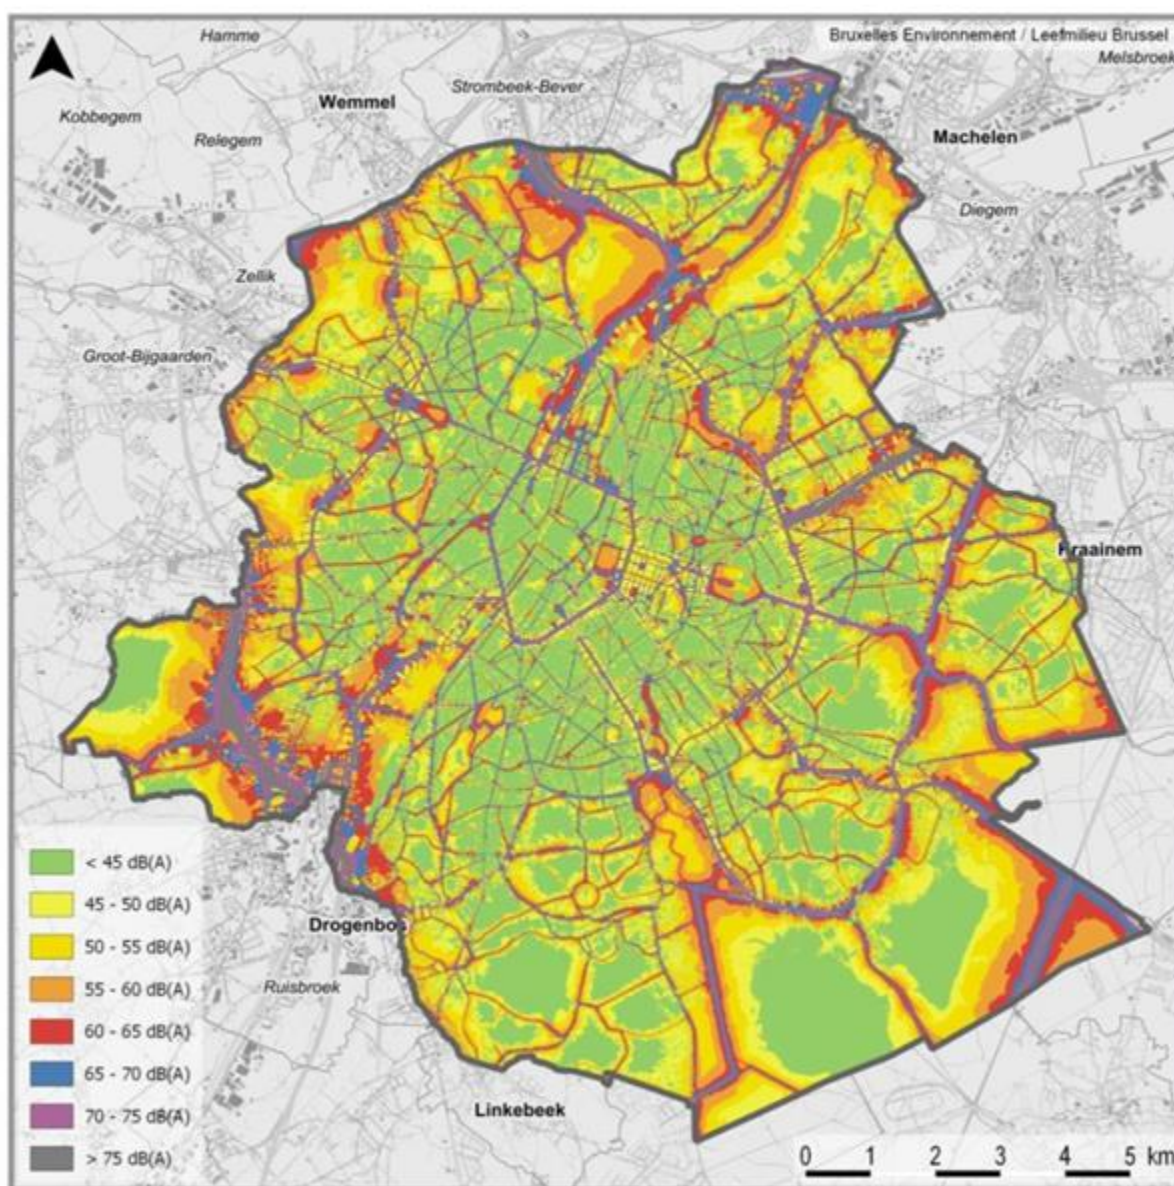 Bruxelles Environnement / Leefmilieu Brussel
Hamme
Melsbroek
Strombeek-Bever
Wemmel
Kobbegem
Relegem
Machelen
Diegem
Zellik
Groot-Bijgaarden
Kraainem
< 45 dB(A)
45 - 50 dB(A)
50 - 55 dB(A)
55 - 60 dB(A)
60 - 65 dB(A)
65 - 70 dB(A)
70 - 75 dB(A)
> 75 dB(A)
Drogenbos
Ruisbroek
Linkebeek
0 1 2 3 4 5 km